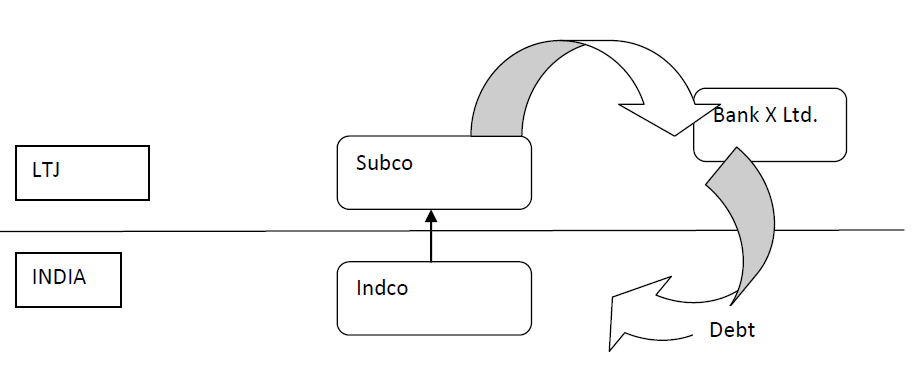 Bank X Ltd.
LTJ
Subco
INDIA
Indco
Debt